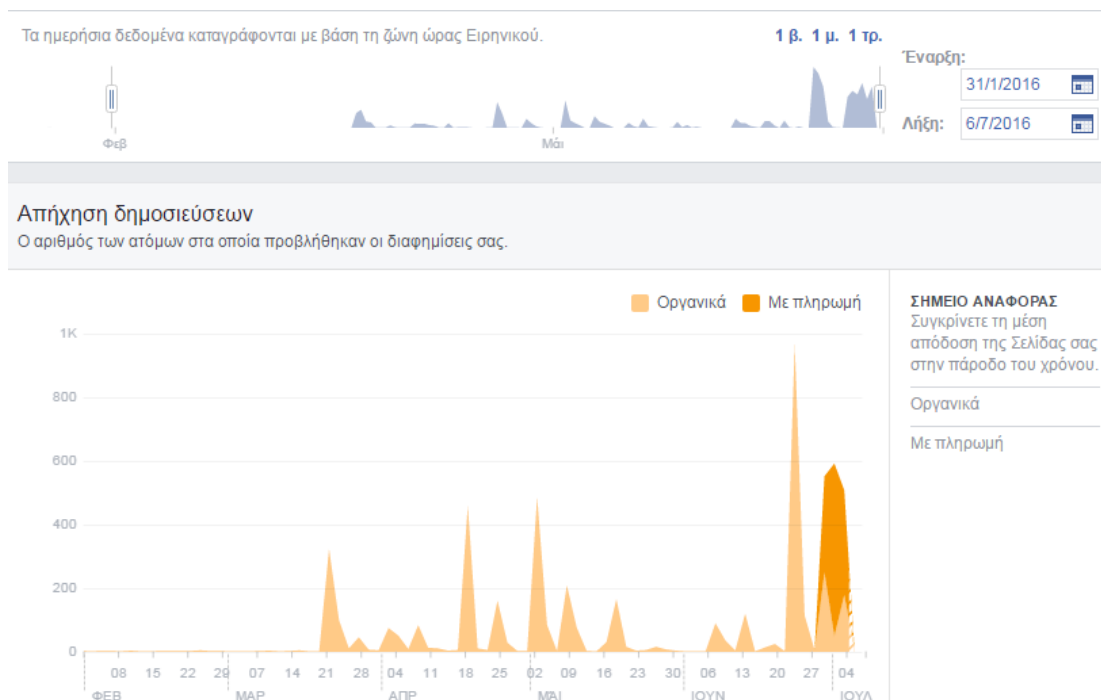 Τα ημερήσια δεδομένα καταγράφονται με βάση τη ζώνη ώρας Ειρηνικού.
1 β. 1 μ. 1 τρ.
Έναρξη:
31/1/2016
Λήξη: 6/7/2016
Φεβ Μάι
Απήχηση δημοσιεύσεων
Ο αριθμός των ατόμων στα οποία προβλήθηκαν οι διαφημίσεις σας.
Οργανικά Με πληρωμή
1K
800
600
400
200
0
08 15 22 29 07 14 21 28 04 11 18 25 02 09 16 23 30 06 13 20 27 04
ΦΕΒ ΜΑΡ ΑΠΡ ΜΆΙ ΙΟΥΝ ΙΟΥΛ
ΣΗΜΕΙΟ ΑΝΑΦΟΡΑΣ
Συγκρίνετε τη μέση
απόδοση της Σελίδας σας
στην πάροδο του χρόνου.
Οργανικά
Με πληρωμή